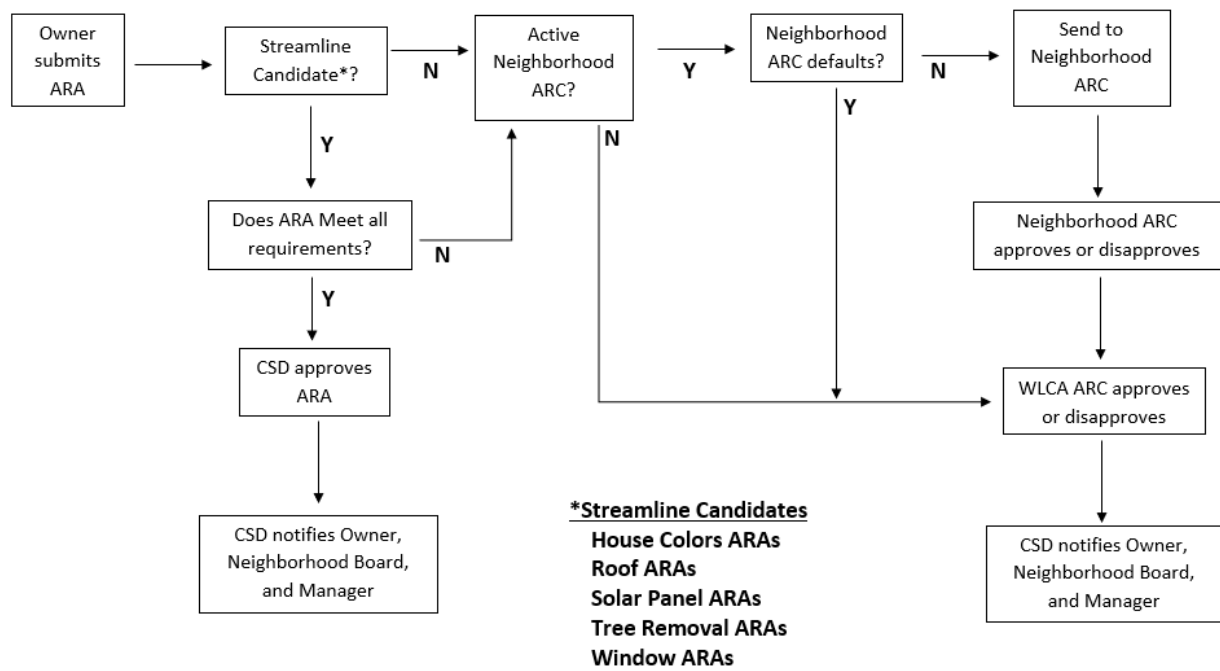 Owner
submits
ARA
Streamline
Candidate*?
N
Active
Neighborhood
ARC?
Y
Neighborhood
ARC defaults?
N
Send to
Neighborhood
ARC
Y
N
Y
Does ARA Meet all
requirements?
N
Neighborhood ARC
approves or disapproves
Y
CSD approves
ARA
WLCA ARC approves
or disapproves
CSD notifies Owner,
Neighborhood Board,
and Manager
*Streamline Candidates
House Colors ARAs
Roof ARAs
Solar Panel ARAs
Tree Removal ARAs
Window ARAs
CSD notifies Owner,
Neighborhood Board,
and Manager